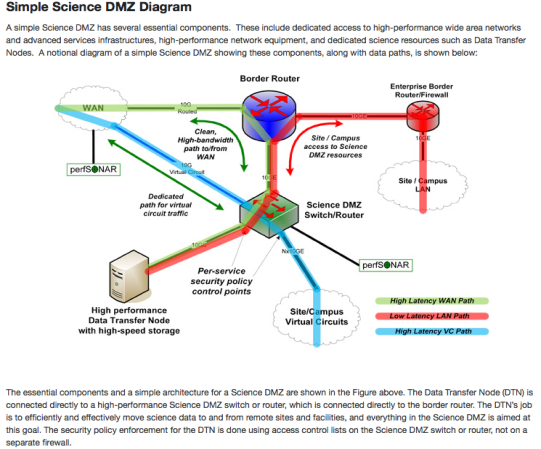 Simple Science DMZ Diagram
A simple Science DMZ has several essential components. These include dedicated access to high-performance wide area networks
and advanced services infrastructures, high-performance network equipment, and dedicated science resources such as Data Transfer
Nodes. A notional diagram of a simple Science DMZ showing these components, along with data paths, is shown below:
Border Router
Enterprise Border
Router/Firewall
WAN
10G
Routed
10GE
10GE
Clean,
High-bandwidth
path to/from
WAN
Site / Campus
access to Science
DMZ resources
perfSONAR
10G
Virtual Circuit
10GE
Site / Campus
LAN
Dedicated
path for virtual
circuit traffic
Science DMZ
Switch/Router
10GE
Nx10GE
perfSONAR
Per-service
security policy
control points
High performance
Data Transfer Node
with high-speed storage
Site/Campus
Virtual Circuits
High Latency WAN Path
Low Latency LAN Path
High Latency VC Path
The essential components and a simple architecture for a Science DMZ are shown in the Figure above. The Data Transfer Node (DTN) is
connected directly to a high-performance Science DMZ switch or router, which is connected directly to the border router. The DTN's job
is to efficiently and effectively move science data to and from remote sites and facilities, and everything in the Science DMZ is aimed at
this goal. The security policy enforcement for the DTN is done using access control lists on the Science DMZ switch or router, not on a
separate firewall.